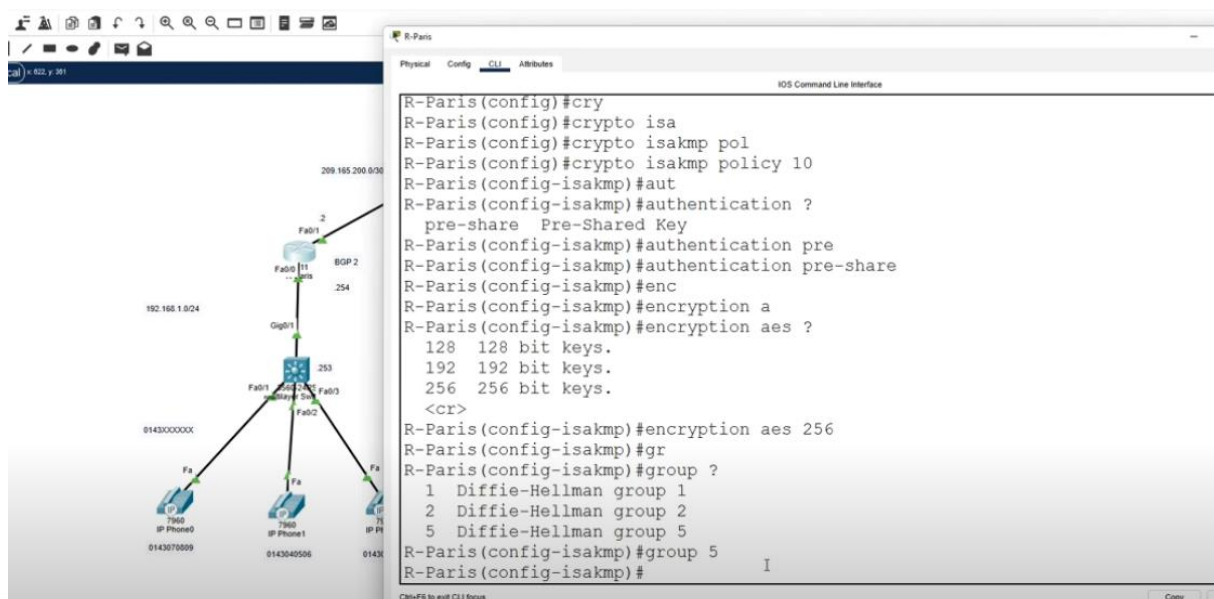 R-Paris
Physical Config CLI Attributes
IOS Command Line Interface
R-Paris(config)#cry
R-Paris(config)#crypto isa
R-Paris(config)#crypto isakmp pol
R-Paris(config)#crypto isakmp policy 10
R-Paris(config-isakmp)#aut
R-Paris(config-isakmp)#authentication ?
pre-share Pre-Shared Key
R-Paris(config-isakmp)#authentication pre
R-Paris(config-isakmp)#authentication pre-share
R-Paris(config-isakmp)#enc
R-Paris(config-isakmp)#encryption a
R-Paris(config-isakmp)#encryption aes ?
128 128 bit keys.
192 192 bit keys.
256 256 bit keys.
<cr>
R-Paris(config-isakmp)#encryption aes 256
R-Paris(config-isakmp)#gr
R-Paris(config-isakmp)#group ?
1 Diffie-Hellman group 1
2 Diffie-Hellman group 2
5 Diffie-Hellman group 5
R-Paris(config-isakmp)#group 5
R-Paris(config-isakmp)#
Ctrl+F6 to exit CLI focus
Copy
x: 622, y: 361
209.165.200.0/30
.2
Fa0/1
Fa0/0
BGP 2
.254
192.168.1.0/24
Gig0/1
.253
Fa0/1
Fa0/3
Fa0/2
0143XXXXXX
Fa
Fa
Fa
7960
IP Phone0
7960
IP Phone1
0143070809
0143040506